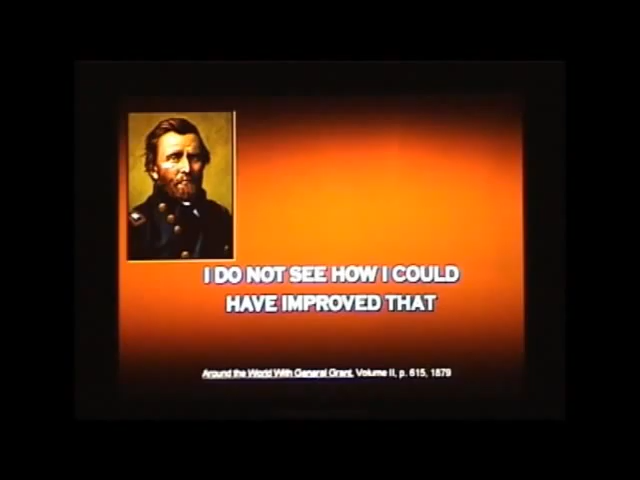 I DO NOT SEE HOW I COULD
HAVE IMPROVED THAT
Around the World With General Grant, Volume II, p. 615, 1879